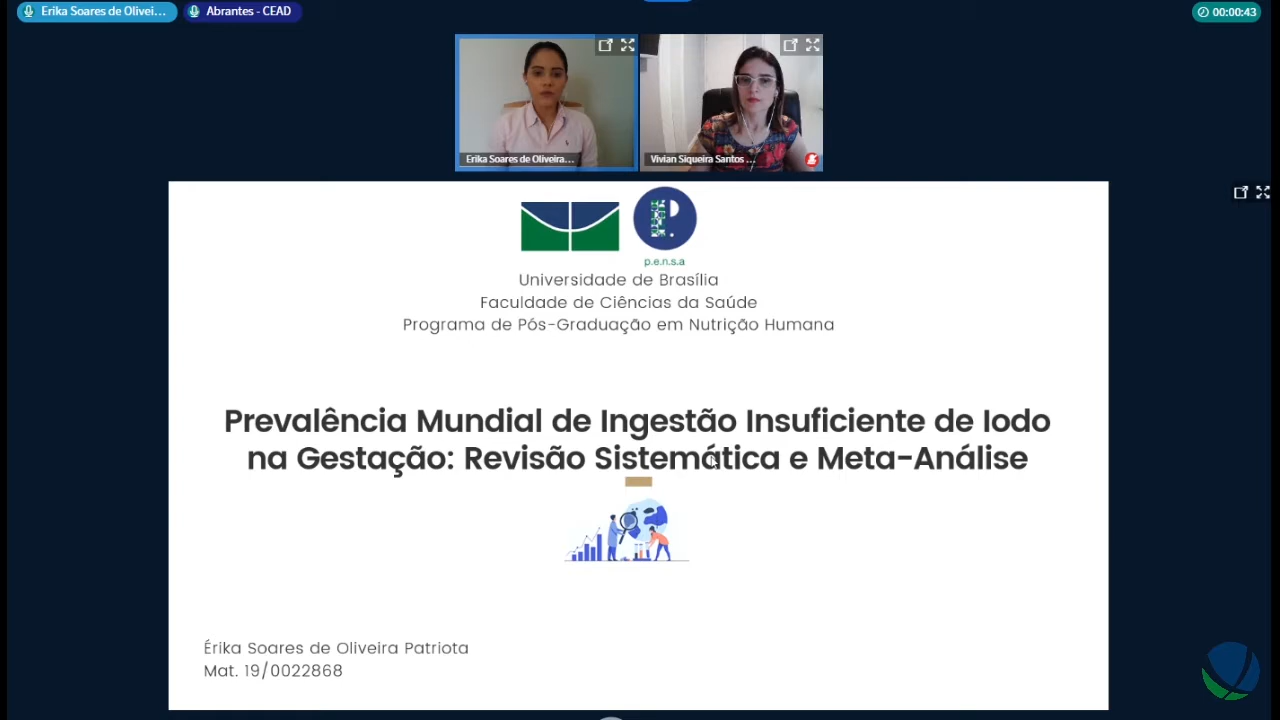 Erika Soares de Olivei...
Abrantes - CEAD
00:00:43
Erika Soares de Oliveira...
Vivian Siqueira Santos ...
p.e.n.s.a
Universidade de Brasília
Faculdade de Ciências da Saúde
Programa de Pós-Graduação em Nutrição Humana
Prevalência Mundial de Ingestão Insuficiente de Iodo
na Gestação: Revisão Sistemática e Meta-Análise
Érika Soares de Oliveira Patriota
Mat. 19/0022868